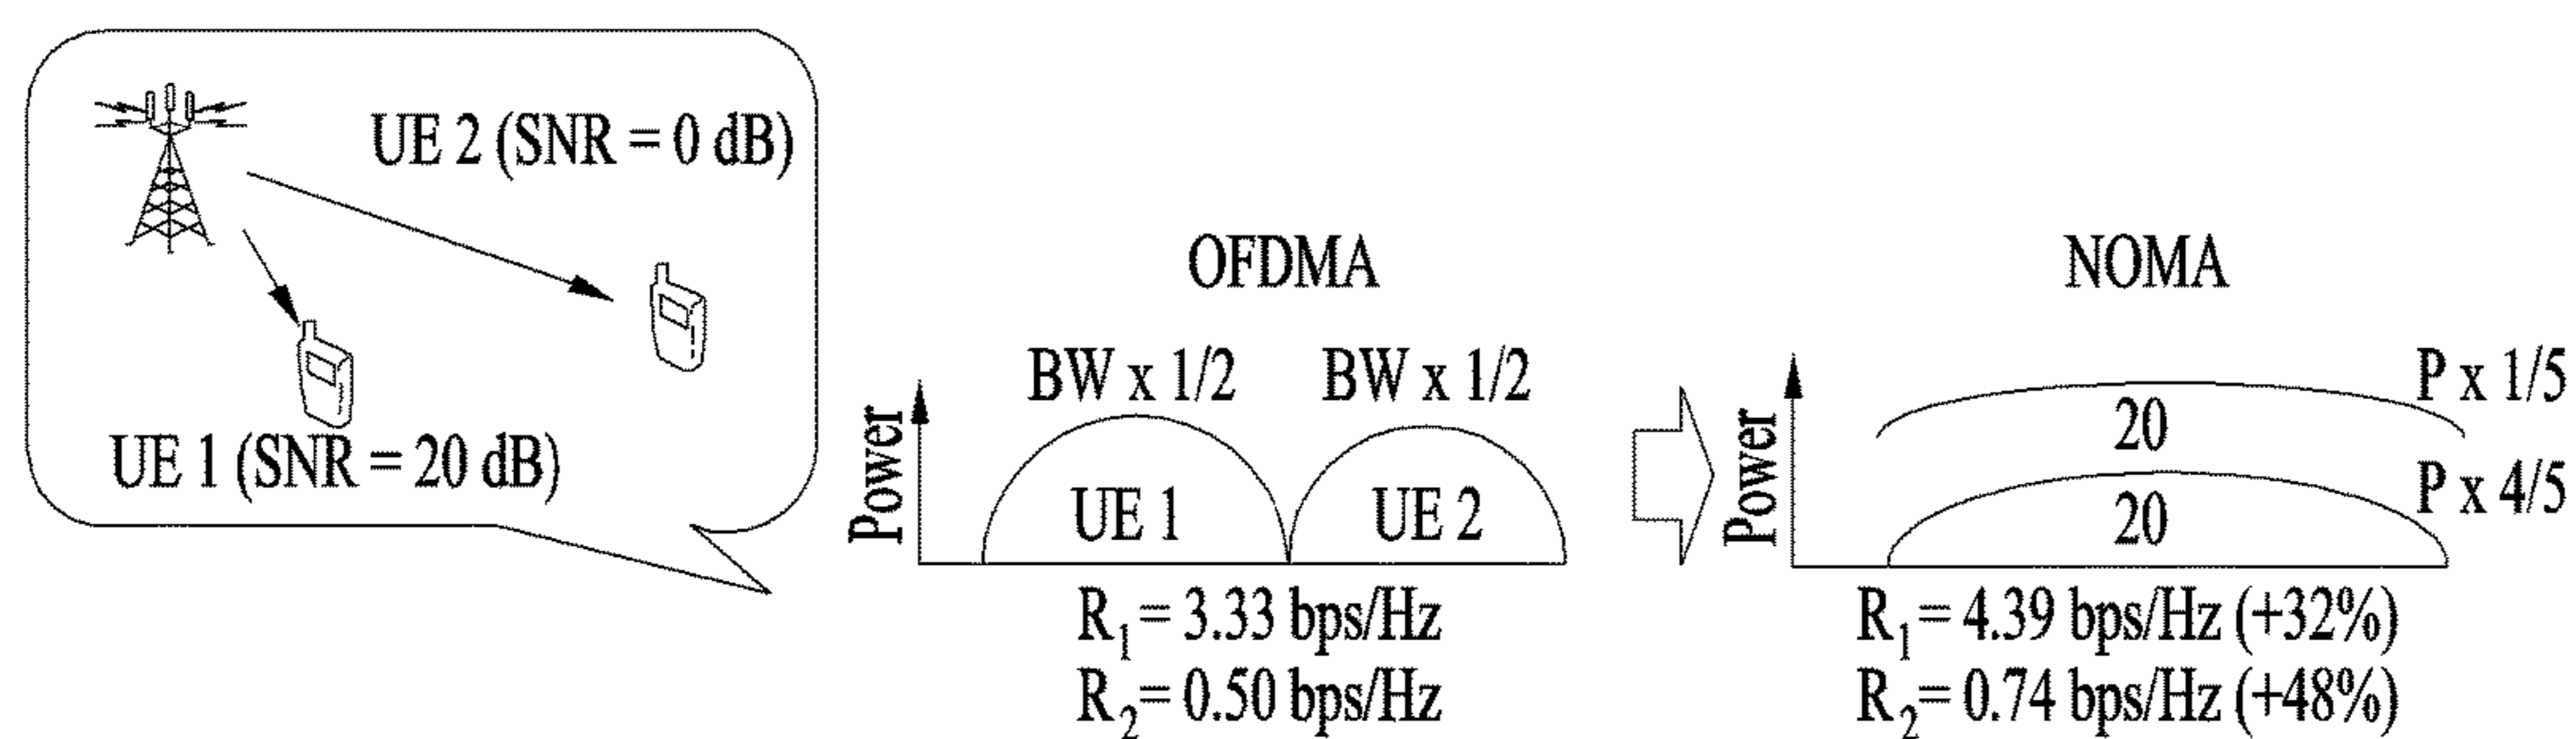 UE 2 (SNR = 0 dB)
UE 1 (SNR = 20 dB)
OFDMA
BW x 1/2 BW x 1/2
Power
UE 1 UE 2
R₁= 3.33 bps/Hz
R₂= 0.50 bps/Hz
NOMA
Power
P x 1/5
20
P x 4/5
20
R₁= 4.39 bps/Hz (+32%)
R₂= 0.74 bps/Hz (+48%)